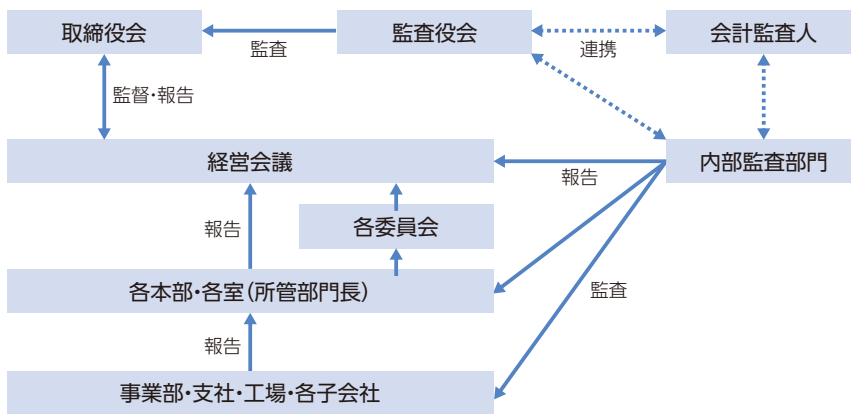 取締役会
監査
監査役会
連携
会計監査人
監督・報告
経営会議
報告
内部監査部門
報告
各委員会
各本部・各室(所管部門長)
監査
報告
事業部・支社・工場・各子会社